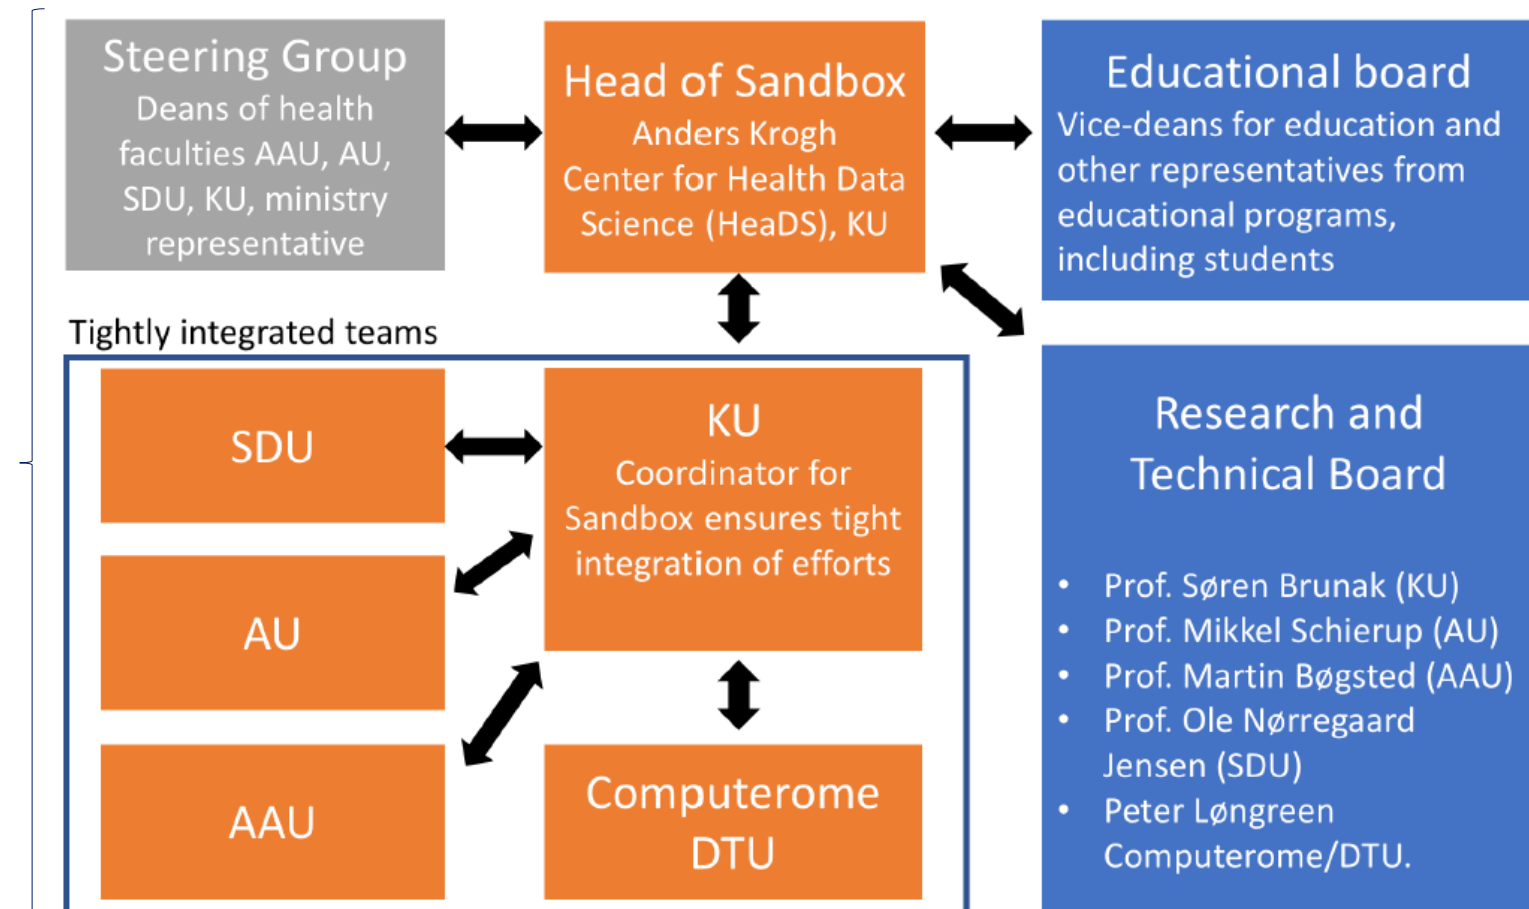 Steering Group
Deans of health
faculties AAU, AU,
SDU, KU, ministry
representative
Head of Sandbox
Anders Krogh
Center for Health Data
Science (HeaDS), KU
Educational board
Vice-deans for education and
other representatives from
educational programs,
including students
Tightly integrated teams
SDU
AU
AAU
KU
Coordinator for
Sandbox ensures tight
integration of efforts
Computerome
DTU
Research and
Technical Board
• Prof. Søren Brunak (KU)
• Prof. Mikkel Schierup (AU)
• Prof. Martin Bøgsted (AAU)
• Prof. Ole Nørregaard
Jensen (SDU)
• Peter Løngreen
Computerome/DTU.